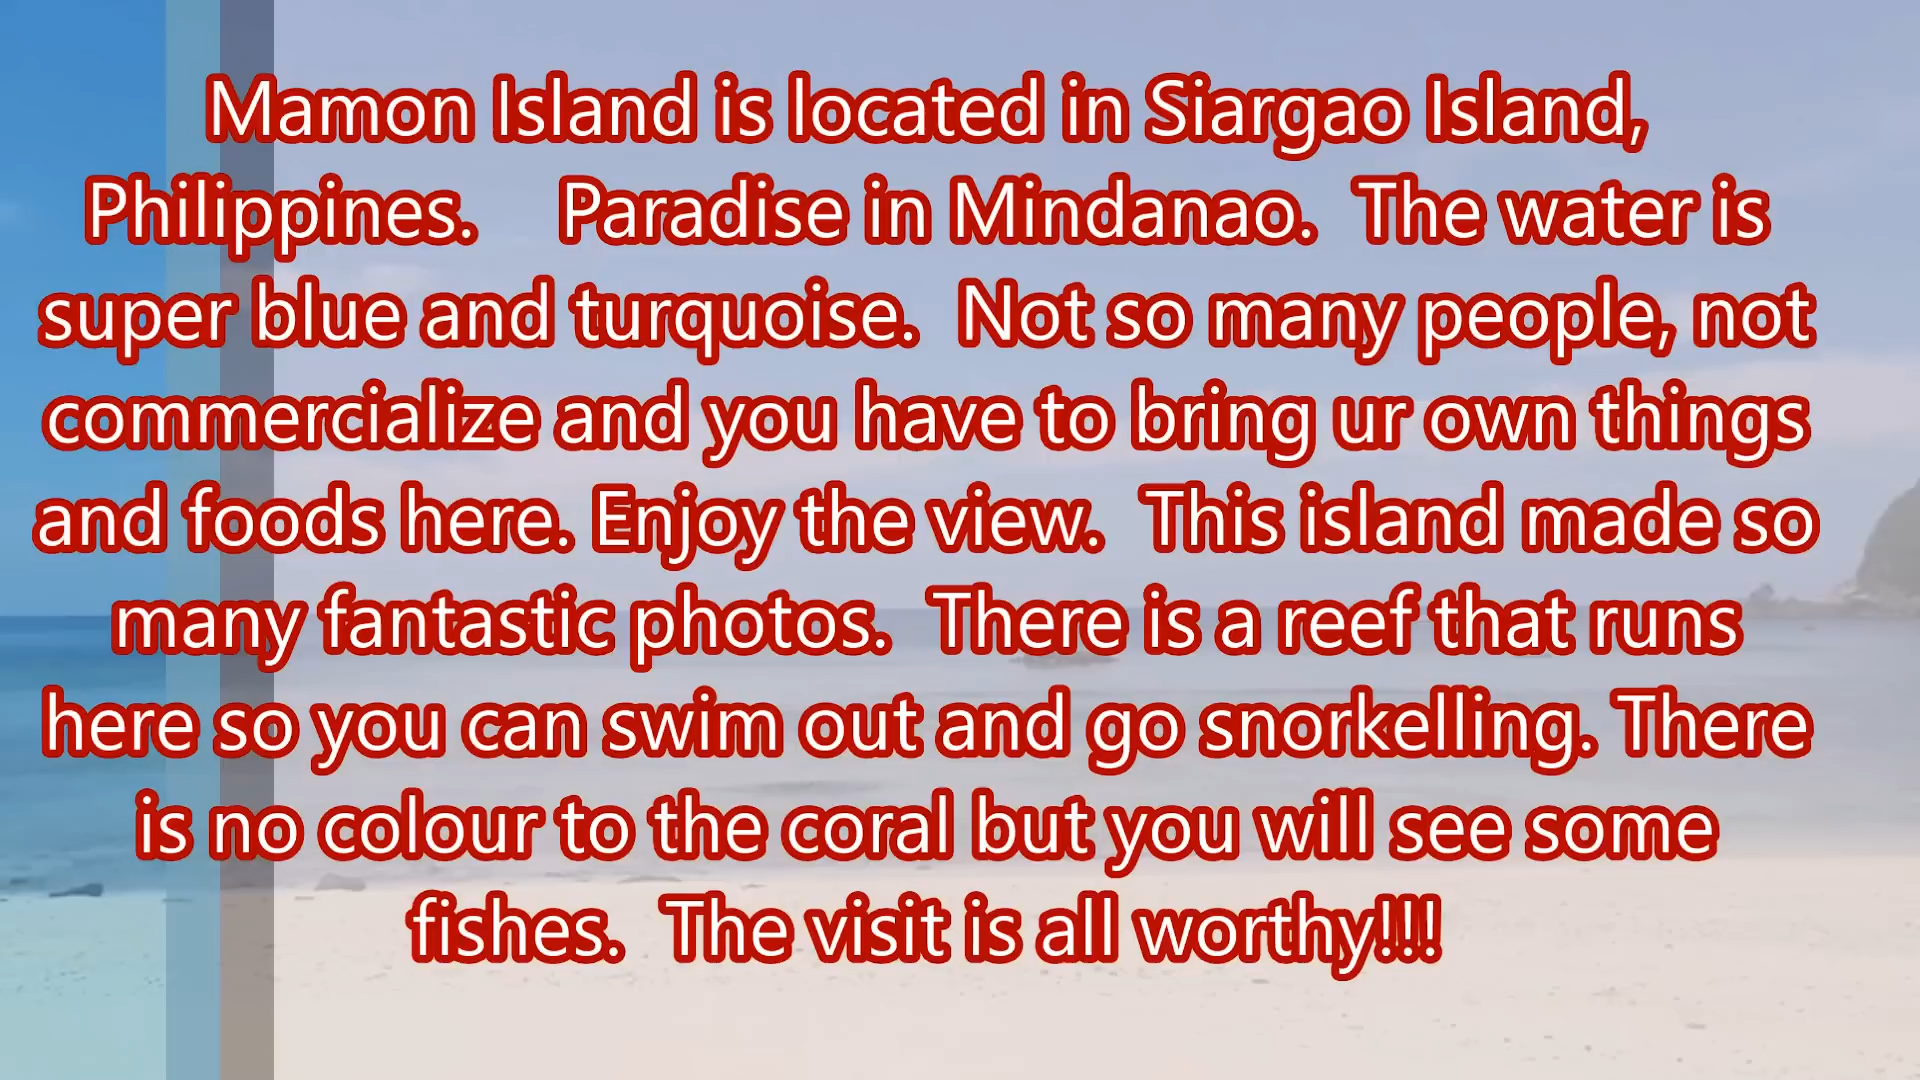 Mamon Island is located in Siargao Island,
Philippines.    Paradise in Mindanao.  The water is
super blue and turquoise.  Not so many people, not
commercialize and you have to bring ur own things
and foods here. Enjoy the view.  This island made so
many fantastic photos.  There is a reef that runs
here so you can swim out and go snorkelling. There
is no colour to the coral but you will see some
fishes.  The visit is all worthy!!!